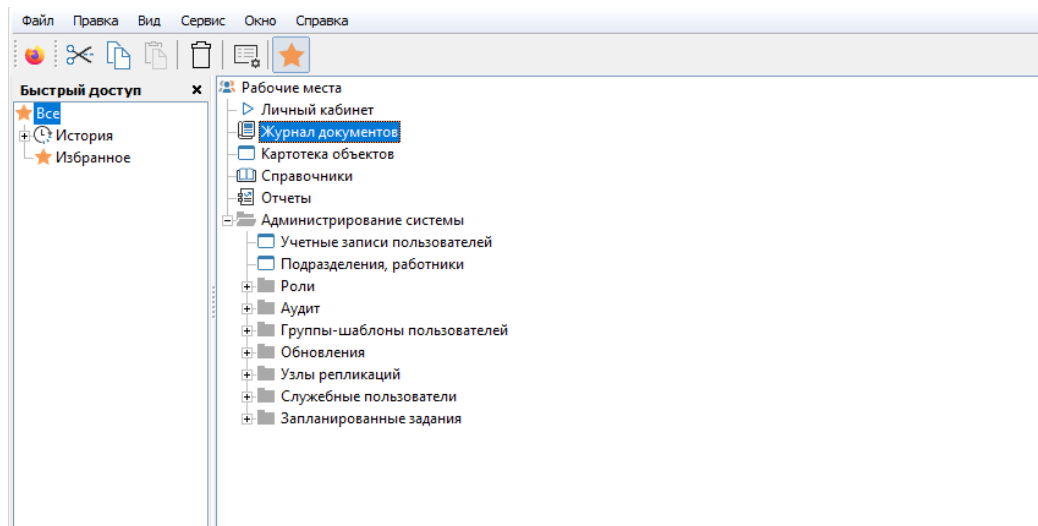 Файл Правка Вид Сервис Окно Справка
Быстрый доступ
Все
История
Избранное
Рабочие места
Личный кабинет
Журнал документов
Картотека объектов
Справочники
Отчеты
Администрирование системы
Учетные записи пользователей
Подразделения, работники
Роли
Аудит
Группы-шаблоны пользователей
Обновления
Узлы репликаций
Служебные пользователи
Запланированные задания